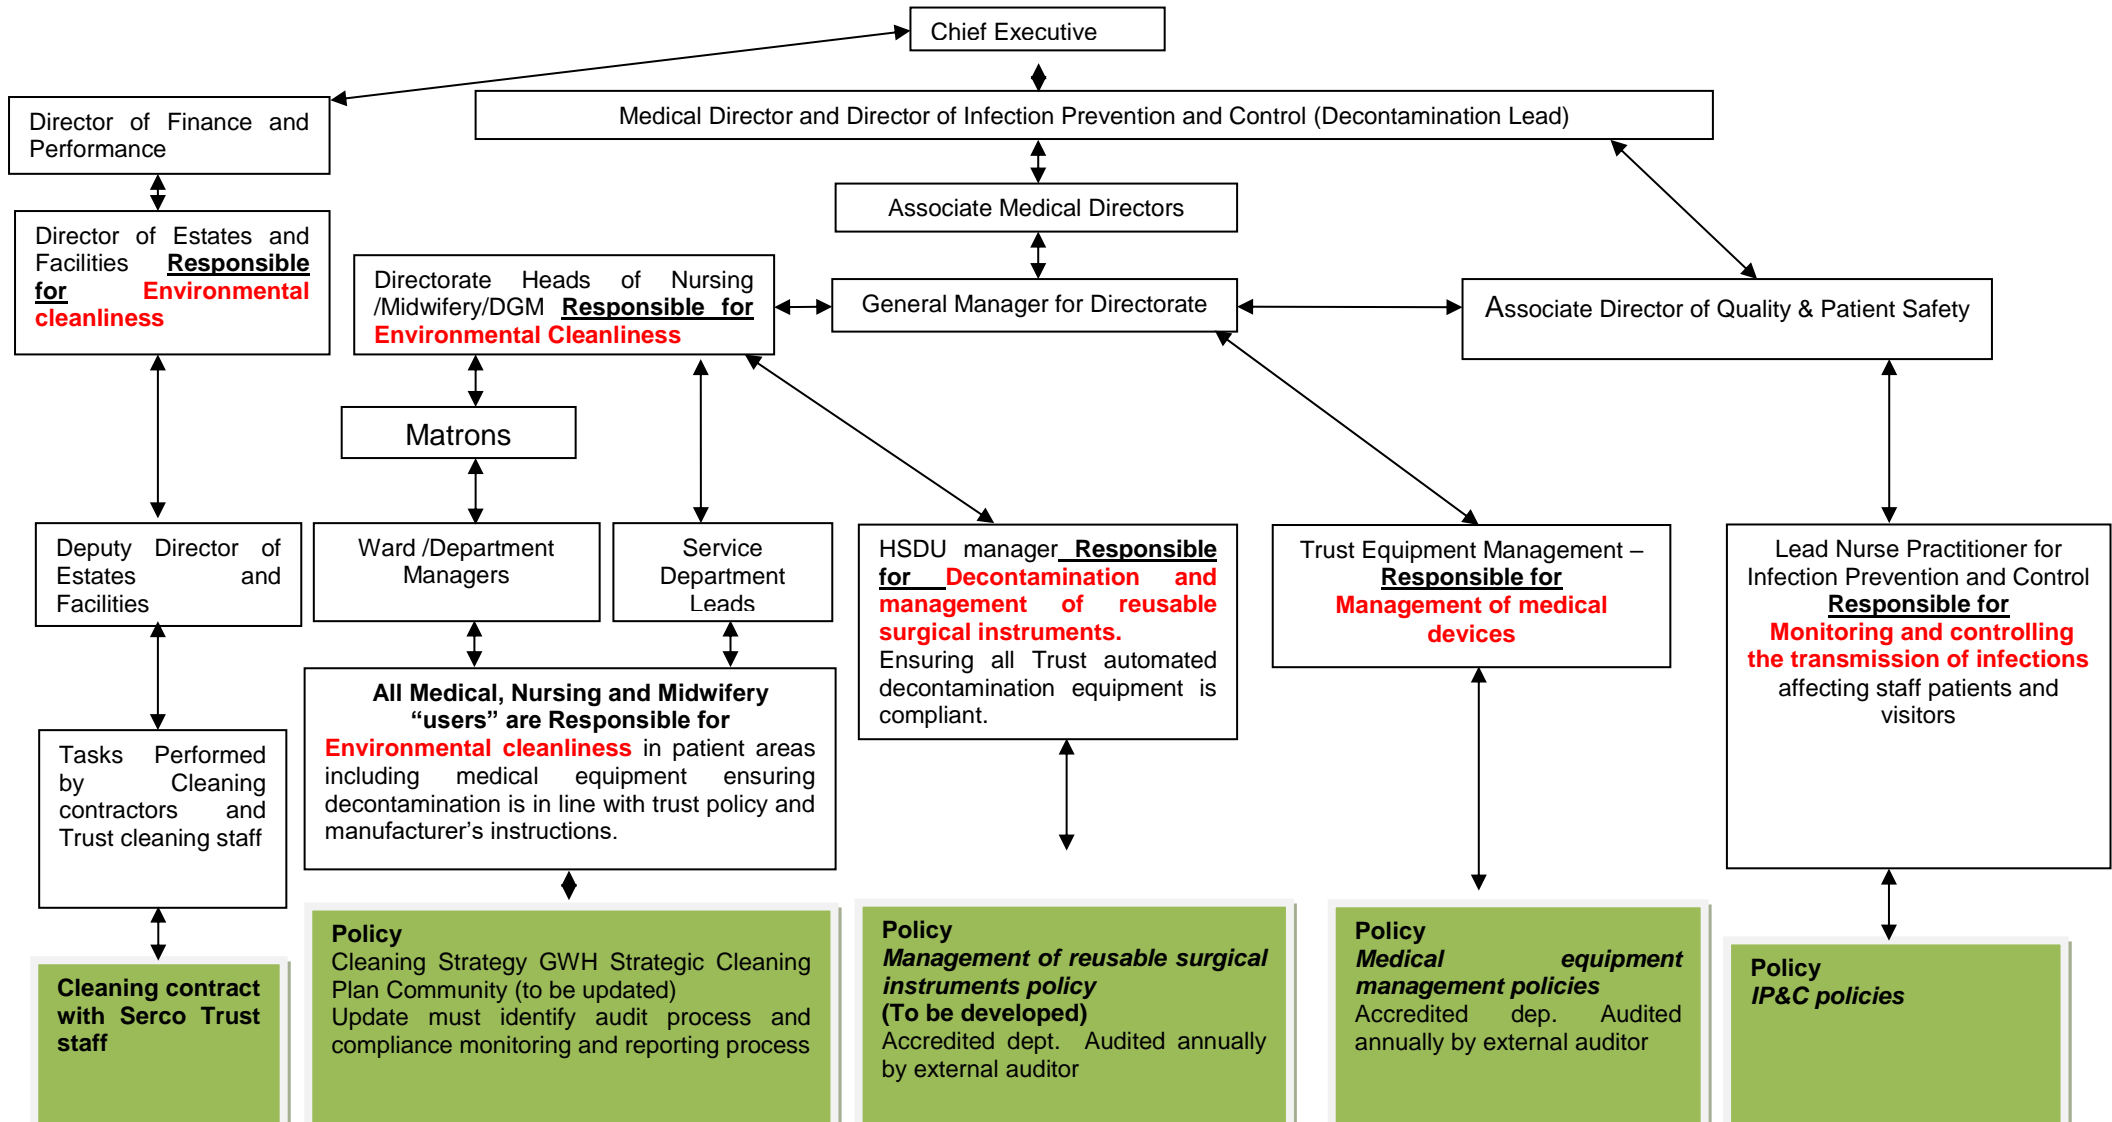 Chief Executive
Director of Finance and
Performance
Medical Director and Director of Infection Prevention and Control (Decontamination Lead)
Associate Medical Directors
Director of Estates and
Facilities Responsible
for Environmental
cleanliness
Directorate Heads of Nursing
/Midwifery/DGM Responsible for
Environmental Cleanliness
General Manager for Directorate
Associate Director of Quality & Patient Safety
Matrons
Deputy Director of
Estates and
Facilities
Ward /Department
Managers
Service
Department
Leads
HSDU manager Responsible
for Decontamination and
management of reusable
surgical instruments.
Ensuring all Trust automated
decontamination equipment is
compliant.
Trust Equipment Management –
Responsible for
Management of medical
devices
Lead Nurse Practitioner for
Infection Prevention and Control
Responsible for
Monitoring and controlling
the transmission of infections
affecting staff patients and
visitors
Tasks Performed
by Cleaning
contractors and
Trust cleaning staff
All Medical, Nursing and Midwifery
“users” are Responsible for
Environmental cleanliness in patient areas
including medical equipment ensuring
decontamination is in line with trust policy and
manufacturer’s instructions.
Cleaning contract
with Serco Trust
staff
Policy
Cleaning Strategy GWH Strategic Cleaning
Plan Community (to be updated)
Update must identify audit process and
compliance monitoring and reporting process
Policy
Management of reusable surgical
instruments policy
(To be developed)
Accredited dept. Audited annually
by external auditor
Policy
Medical equipment
management policies
Accredited dep. Audited
annually by external auditor
Policy
IP&C policies